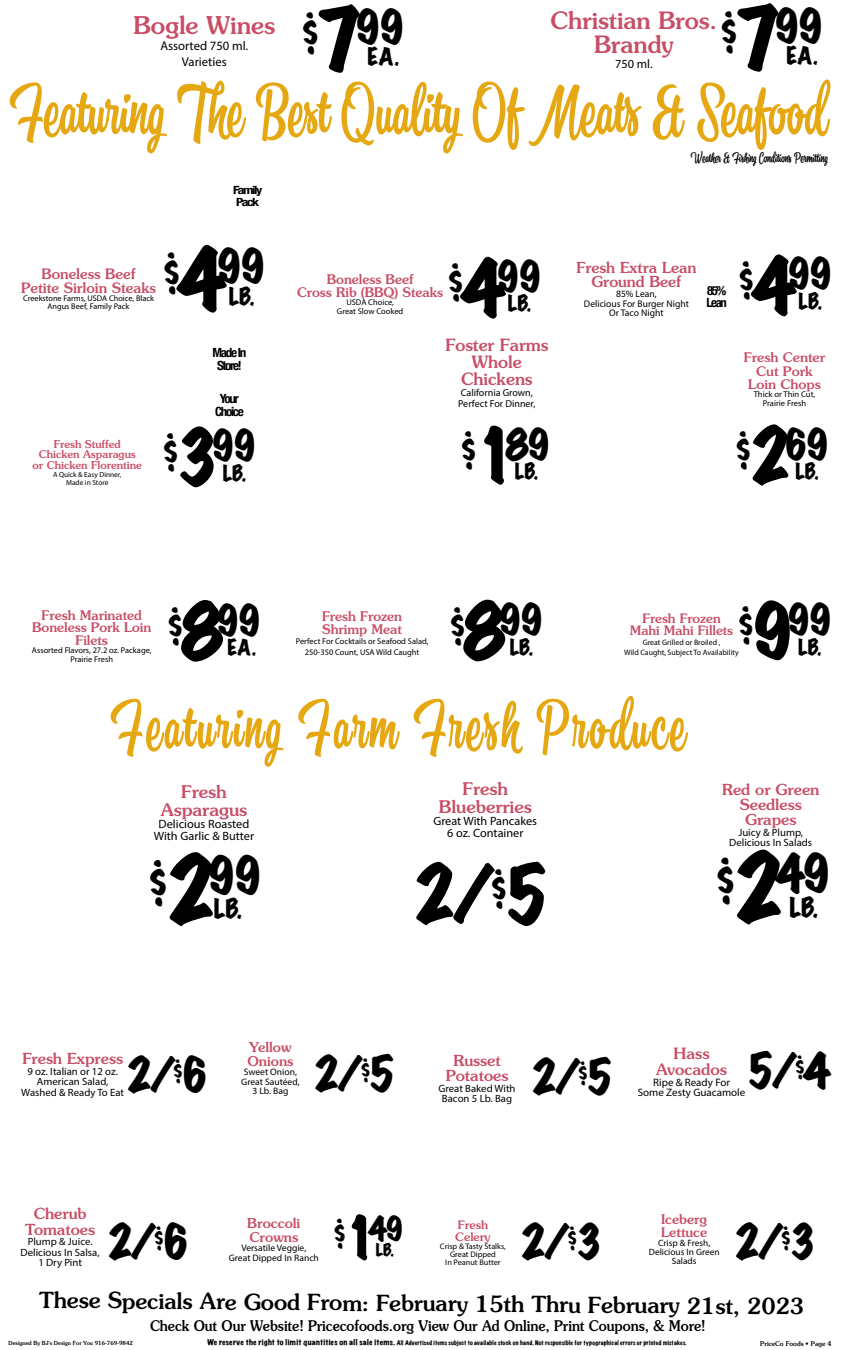 Bogle Wines
Assorted 750 ml.
Varieties
$7.99
EA.
Christian Bros.
Brandy
750 ml.
$7.99
EA.
Featuring The Best Quality Of Meats & Seafood
Weather & Fishing Conditions Permitting
Family
Pack
Boneless Beef
Petite Sirloin Steaks
Creekstone Farms, USDA Choice, Black
Angus Beef, Family Pack
$4.99
LB.
Boneless Beef
Cross Rib (BBQ) Steaks
USDA Choice,
Great Slow Cooked
$4.99
LB.
Fresh Extra Lean
Ground Beef
85% Lean,
Delicious For Burger Night
Or Taco Night
85%
Lean
$4.99
LB.
Made In
Store!
Your
Choice
Fresh Stuffed
Chicken Asparagus
or Chicken Florentine
A Quick & Easy Dinner,
Made in Store
$3.99
LB.
Foster Farms
Whole
Chickens
California Grown,
Perfect For Dinner,
$1.89
LB.
Fresh Center
Cut Pork
Loin Chops
Thick or Thin Cut,
Prairie Fresh
$2.69
LB.
Fresh Marinated
Boneless Pork Loin
Filets
Assorted Flavors, 27.2 oz. Package,
Prairie Fresh
$8.99
EA.
Fresh Frozen
Shrimp Meat
Perfect For Cocktails or Seafood Salad,
250-350 Count, USA Wild Caught
$8.99
LB.
Fresh Frozen
Mahi Mahi Fillets
Great Grilled or Broiled ,
Wild Caught, Subject To Availability
$9.99
LB.
Featuring Farm Fresh Produce
Fresh
Asparagus
Delicious Roasted
With Garlic & Butter
$2.99
LB.
Fresh
Blueberries
Great With Pancakes
6 oz. Container
2/$5
Red or Green
Seedless
Grapes
Juicy & Plump,
Delicious In Salads
$2.49
LB.
Fresh Express
9 oz. Italian or 12 oz.
American Salad,
Washed & Ready To Eat
2/$6
Yellow
Onions
Sweet Onion,
Great Sautéed,
3 Lb. Bag
2/$5
Russet
Potatoes
Great Baked With
Bacon 5 Lb. Bag
2/$5
Hass
Avocados
Ripe & Ready For
Some Zesty Guacamole
5/$4
Cherub
Tomatoes
Plump & Juice.
Delicious In Salsa,
1 Dry Pint
2/$6
Broccoli
Crowns
Versatile Veggie,
Great Dipped In Ranch
$1.49
LB.
Fresh
Celery
Crisp & Tasty Stalks,
Great Dipped
In Peanut Butter
2/$3
Iceberg
Lettuce
Crisp & Fresh,
Delicious In Green
Salads
2/$3
These Specials Are Good From: February 15th Thru February 21st, 2023
Check Out Our Website! Pricecofoods.org View Our Ad Online, Print Coupons, & More!
Designed By BJ's Design For You 916-769-9842
We reserve the right to limit quantities on all sale items. All Advertised items subject to available stock on hand. Not responsible for typographical errors or printed mistakes.
PriceCo Foods • Page 4